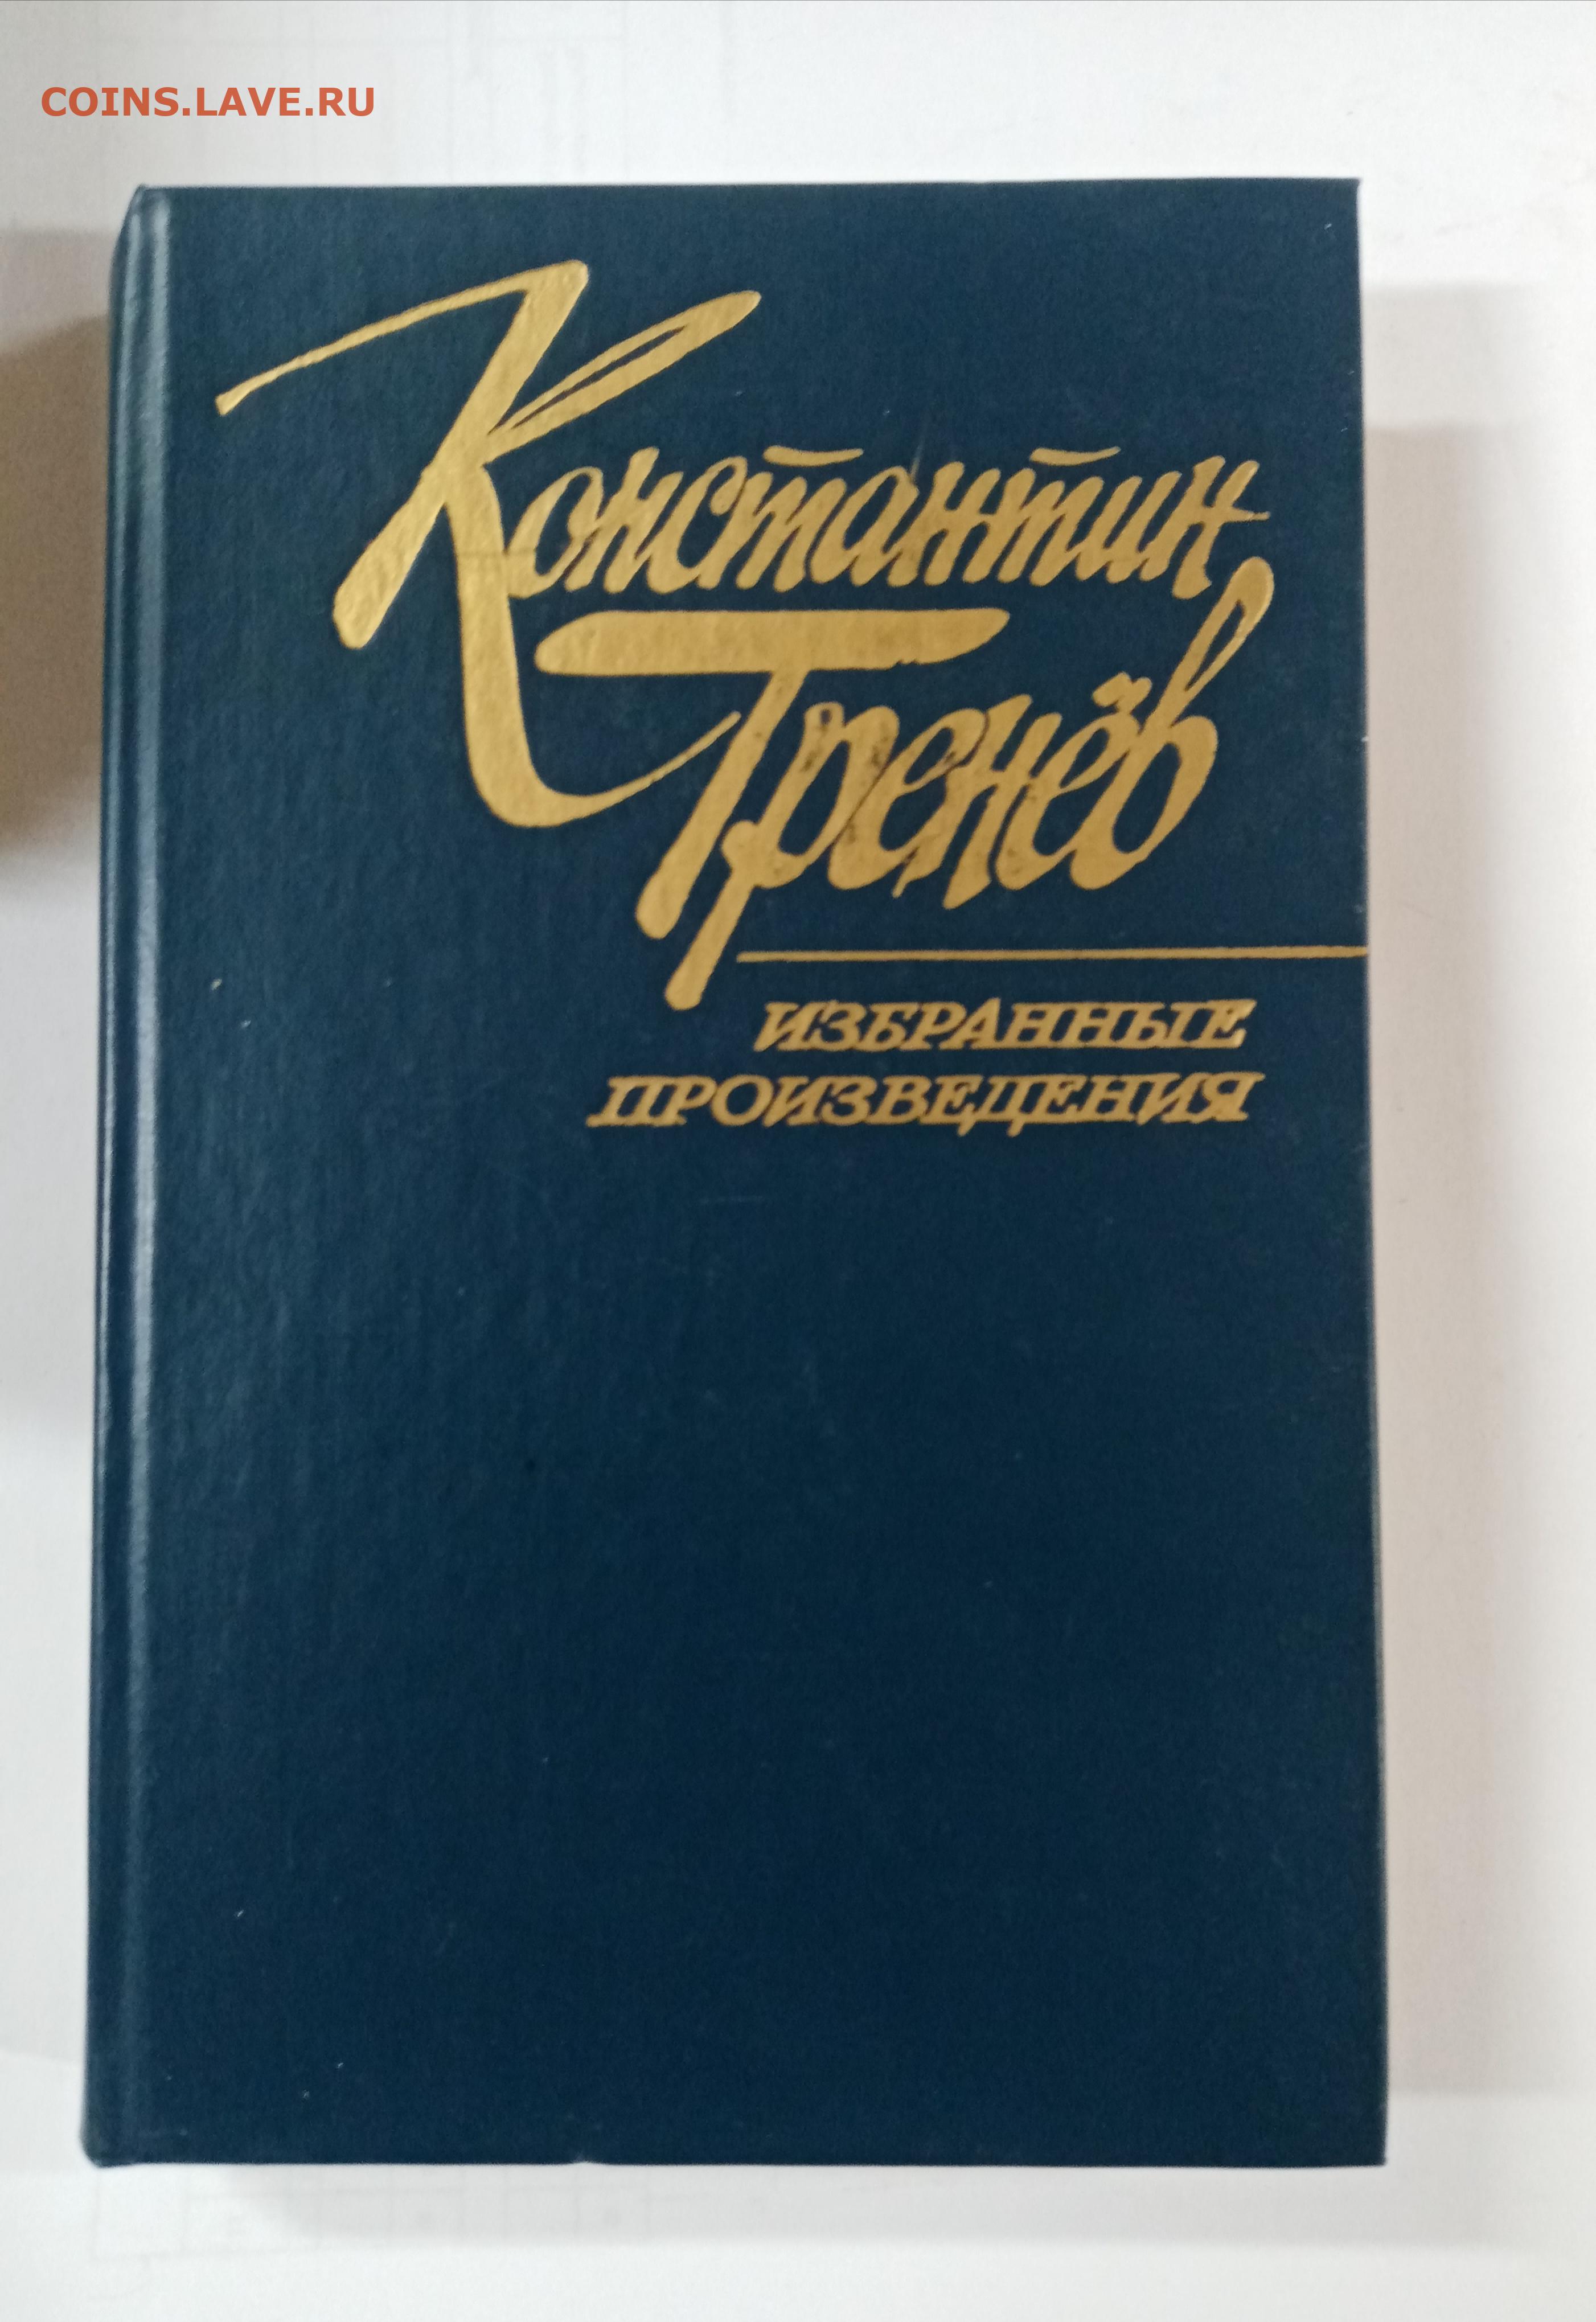 COINS.LAVE.RU
Константин
Тренёв
ИЗБРАННЫЕ
ПРОИЗВЕДЕНИЯ